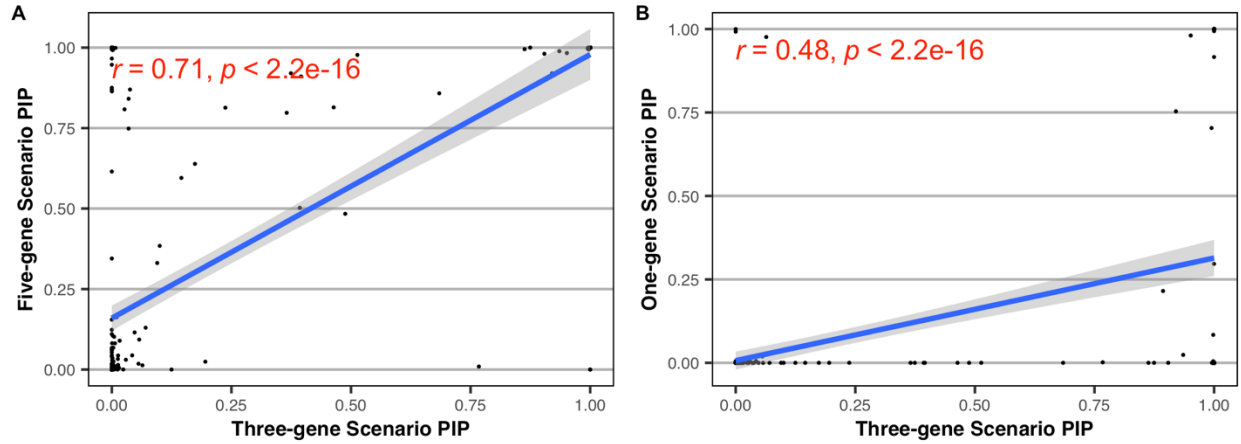 A
1.00
0.75
0.50
0.25
0.00
Five-gene Scenario PIP
r = 0.71, p < 2.2e-16
0.00 0.25 0.50 0.75 1.00
Three-gene Scenario PIP
B
1.00
0.75
0.50
0.25
0.00
One-gene Scenario PIP
r = 0.48, p < 2.2e-16
0.00 0.25 0.50 0.75 1.00
Three-gene Scenario PIP